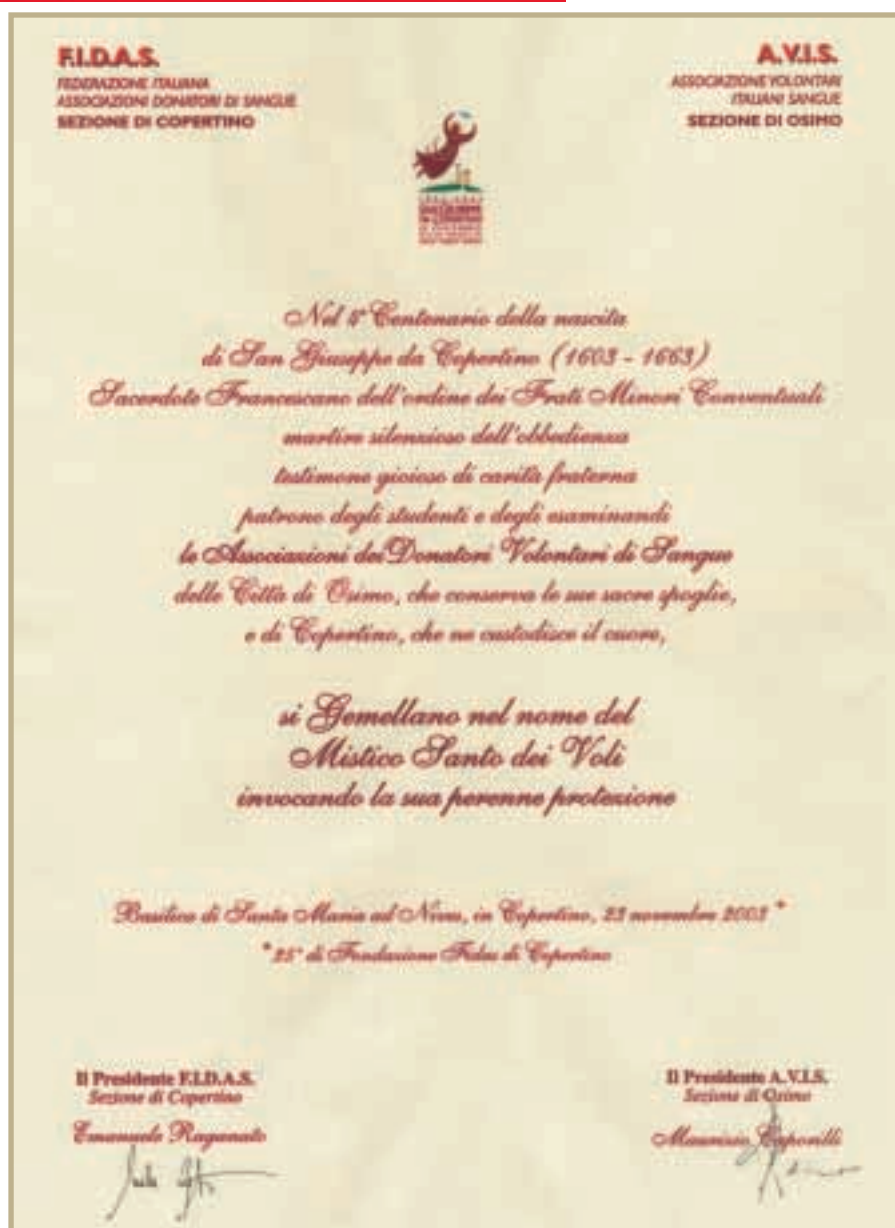 F.I.D.A.S.
FEDERAZIONE ITALIANA
ASSOCIAZIONI DONATORI DI SANGUE
SEZIONE DI COPERTINO
A.V.I.S.
ASSOCIAZIONE VOLONTARI
ITALIANI SANGUE
SEZIONE DI OSIMO
Nel 4° Centenario della nascita
di San Giuseppe da Copertino (1603 - 1663)
Sacerdote Francescano dell'ordine dei Frati Minori Conventuali
martire silenzioso dell'obbedienza
testimone gioioso di carità fraterna
patrono degli studenti e degli esaminandi
le Associazioni dei Donatori Volontari di Sangue
delle Città di Osimo, che conserva le sue sacre spoglie,
e di Copertino, che ne custodisce il cuore,
si Gemellano nel nome del
Mistico Santo dei Voli
invocando la sua perenne protezione
Basilica di Santa Maria ad Nives, in Copertino, 23 novembre 2003 *
* 25° di Fondazione Fidas di Copertino
Il Presidente F.I.D.A.S.
Sezione di Copertino
Emanuele Raganato
Il Presidente A.V.I.S.
Sezione di Osimo
Maurizio Caporilli